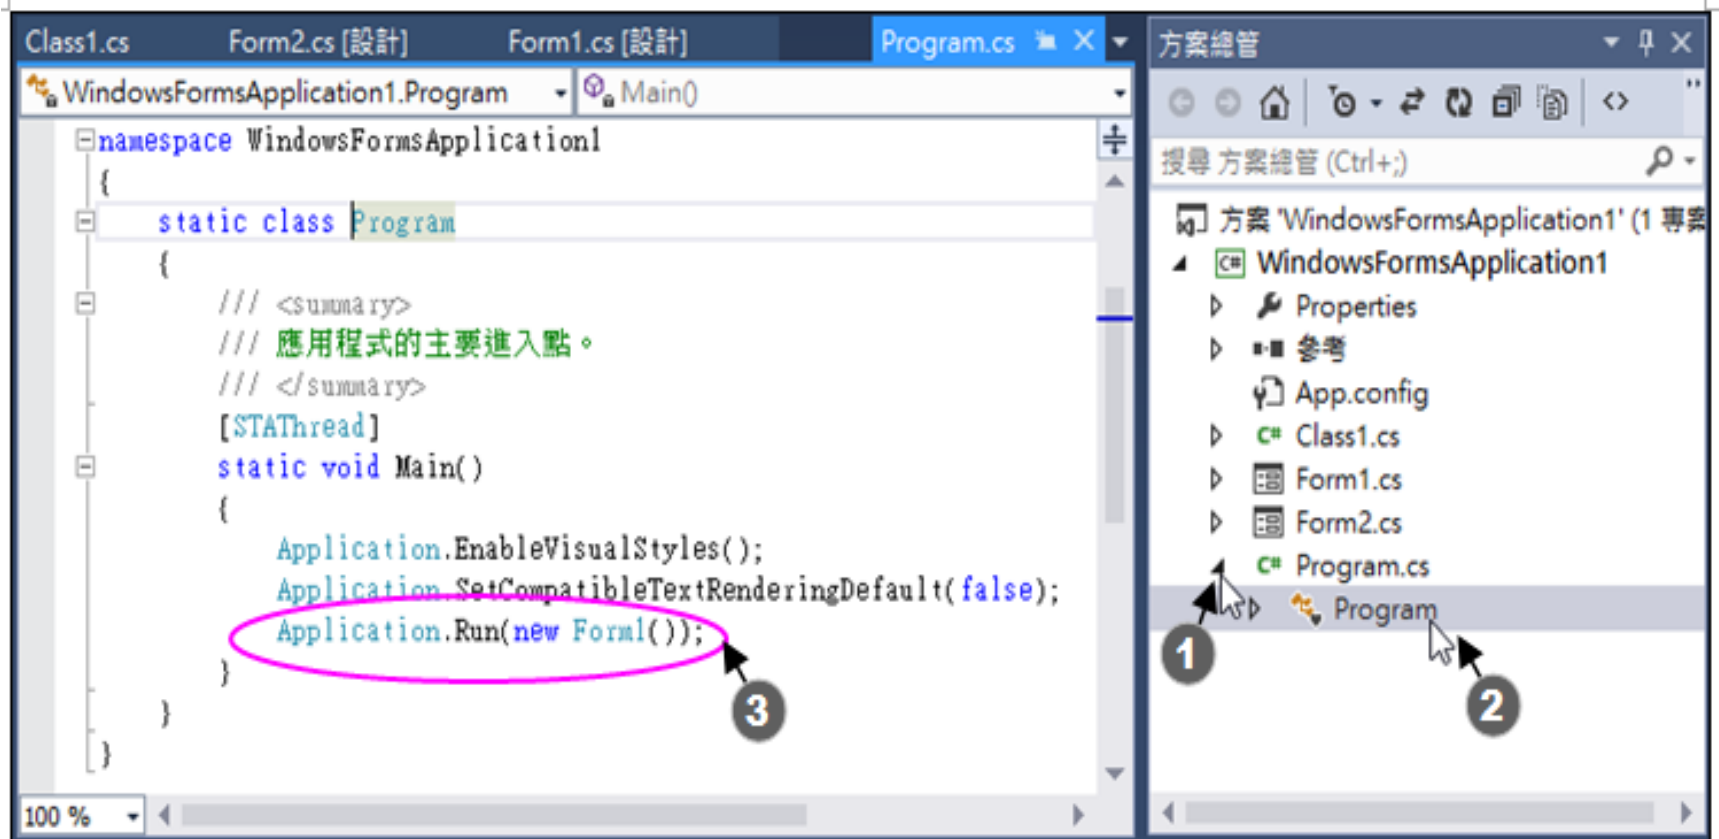 Class1.cs
Form2.cs [設計]
Form1.cs [設計]
Program.cs
WindowsFormsApplication1.Program
Main()
namespace WindowsFormsApplication1
{
static class Program
{
/// <summary>
/// 應用程式的主要進入點。
/// </summary>
[STAThread]
static void Main()
{
Application.EnableVisualStyles();
Application.SetCompatibleTextRenderingDefault(false);
Application.Run(new Form1());
}
}
}
3
100 %
方案總管
搜尋 方案總管 (Ctrl+;)
方案 'WindowsFormsApplication1' (1 專案
C# WindowsFormsApplication1
Properties
參考
App.config
C# Class1.cs
Form1.cs
Form2.cs
C# Program.cs
Program
1
2